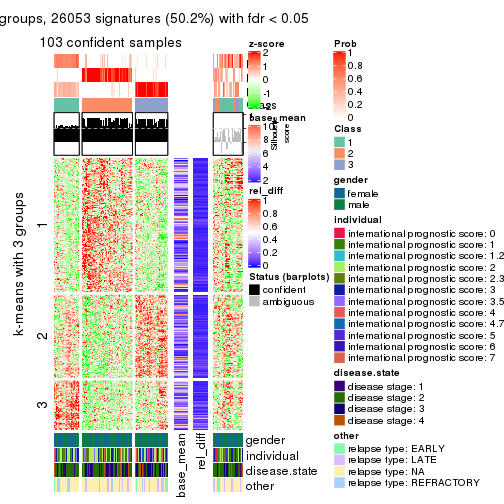 groups, 26053 signatures (50.2%) with fdr < 0.05
103 confident samples
k-means with 3 groups
1
2
3
base_mean
rel_diff
gender
individual
disease.state
other
z-score
2
1
0
-1
-2
Class
base_mean
10
8
6
4
2
Silhouette
score
rel_diff
1
0.8
0.6
0.4
0.2
0
Status (barplots)
confident
ambiguous
Prob
1
0.8
0.6
0.4
0.2
0
Class
1
2
3
gender
female
male
individual
international prognostic score: 0
international prognostic score: 1
international prognostic score: 1.2
international prognostic score: 2
international prognostic score: 2.3
international prognostic score: 3
international prognostic score: 3.5
international prognostic score: 4
international prognostic score: 4.7
international prognostic score: 5
international prognostic score: 6
international prognostic score: 7
disease.state
disease stage: 1
disease stage: 2
disease stage: 3
disease stage: 4
other
relapse type: EARLY
relapse type: LATE
relapse type: NA
relapse type: REFRACTORY